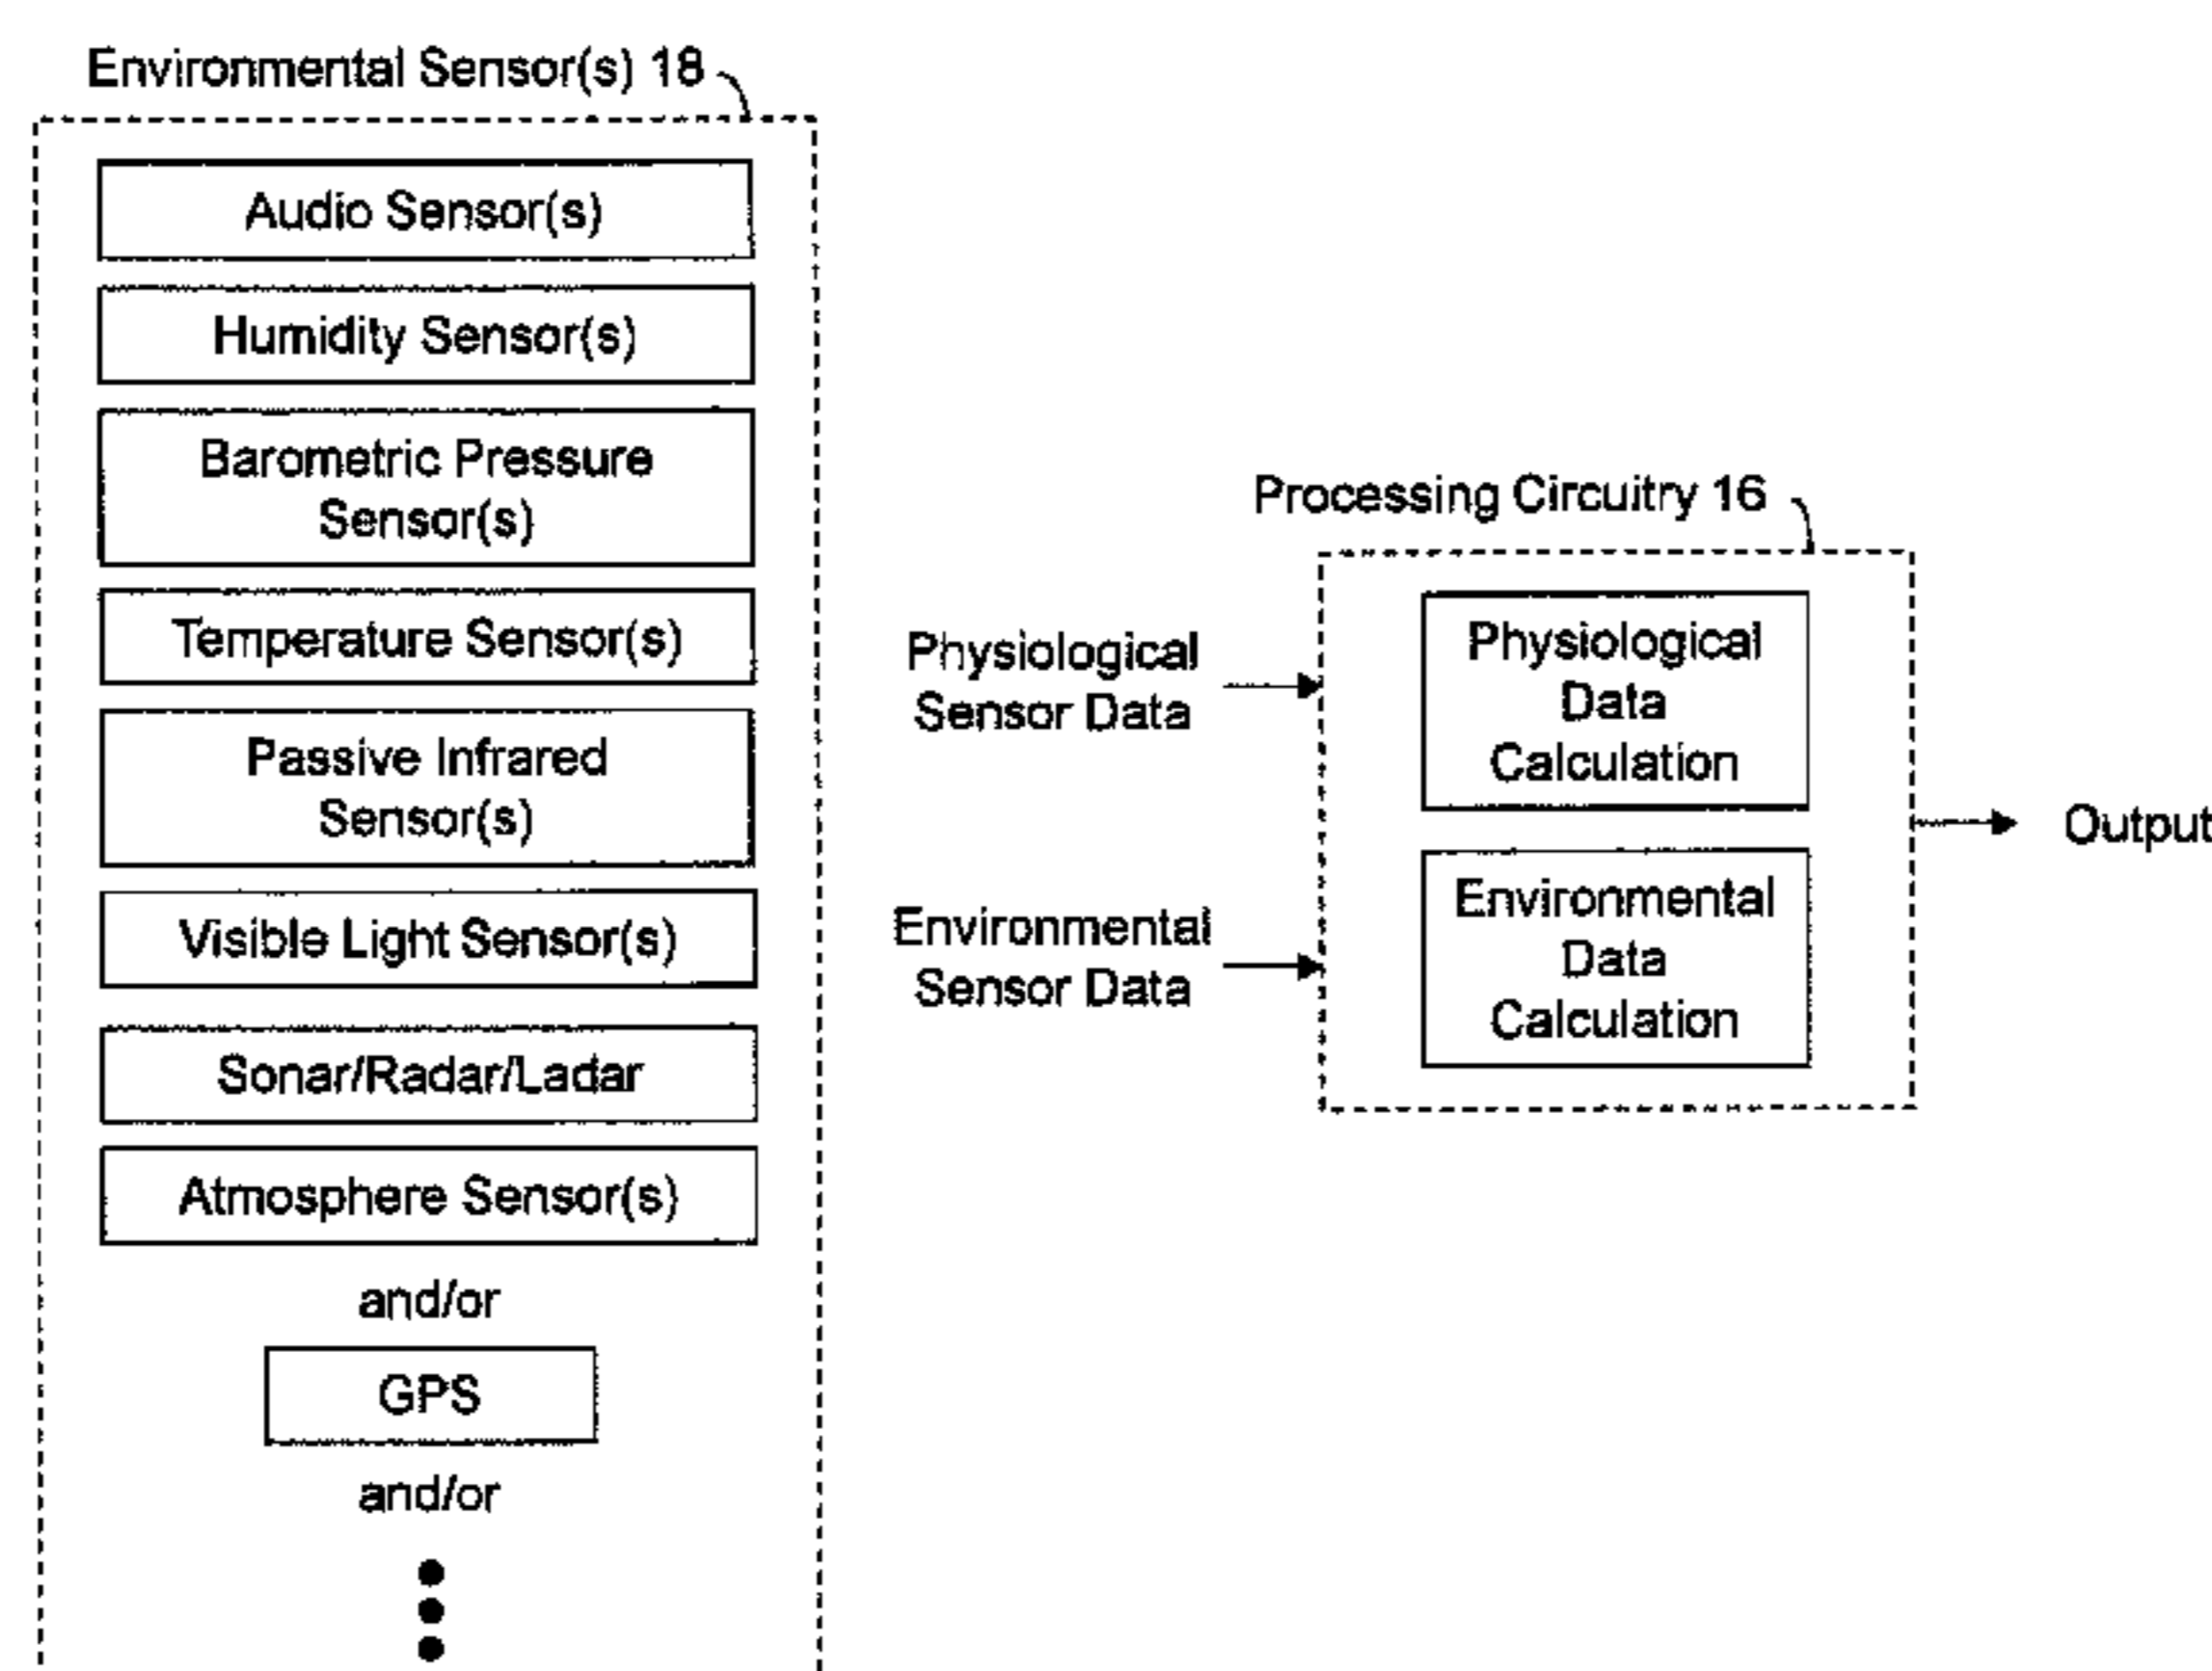 Environmental Sensor(s) 18
Audio Sensor(s)
Humidity Sensor(s)
Barometric Pressure
Sensor(s)
Temperature Sensor(s)
Passive Infrared
Sensor(s)
Visible Light Sensor(s)
Sonar/Radar/Ladar
Atmosphere Sensor(s)
and/or
GPS
and/or
Processing Circuitry 16
Physiological
Sensor Data
Environmental
Sensor Data
Physiological
Data
Calculation
Environmental
Data
Calculation
Output